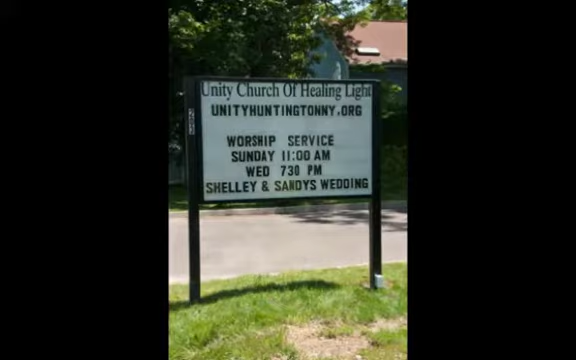 Unity Church Of Healing Light
UNITYHUNTINGTONNY.ORG
WORSHIP SERVICE
SUNDAY 11:00 AM
WED 730 PM
SHELLEY & SANDYS WEDDING